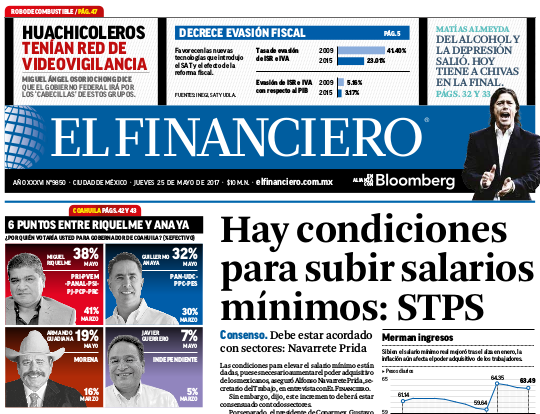 ROBO DE COMBUSTIBLE / PÁG. 47
HUACHICOLEROS
TENÍAN RED DE
VIDEOVIGILANCIA
MIGUEL ÁNGEL OSORIO CHONG DICE
QUE EL GOBIERNO FEDERAL IRÁ POR
LOS 'CABECILLAS' DE ESTOS GRUPOS.
DECRECE EVASIÓN FISCAL PÁG. 5
Favorecen las nuevas
tecnologías que introdujo
el SAT y el efecto de la
reforma fiscal.
FUENTES: INEGI, SAT Y UDLA.
Tasa de evasión
de ISR e IVA
2009 41.40%
2015 23.01%
Evasión de ISR e IVA
con respecto al PIB
2009 5.16%
2015 3.17%
MATÍAS ALMEYDA
DEL ALCOHOL Y
LA DEPRESIÓN
SALIÓ. HOY
TIENE A CHIVAS
EN LA FINAL.
PÁGS. 32 Y 33
EL FINANCIERO®
AÑO XXXVI Nº9850 · CIUDAD DE MÉXICO · JUEVES 25 DE MAYO DE 2017 · $10 M.N. · elfinanciero.com.mx
Bloomberg
COAHUILA PÁGS. 42 Y 43
6 PUNTOS ENTRE RIQUELME Y ANAYA
¿POR QUIÉN VOTARÍA USTED PARA GOBERNADOR DE COAHUILA? (% EFECTIVO)
MIGUEL
RIQUELME
38%
MAYO
PRI-PVEM
-PANAL-PSI-
PJ-PCP-PRC
41%
MARZO
GUILLERMO
ANAYA
32%
MAYO
PAN-UDC-
PPC-PES
30%
MARZO
ARMANDO
GUADIANA
19%
MAYO
MORENA
16%
MARZO
JAVIER
GUERRERO
7%
MAYO
INDEPENDIENTE
5%
MARZO
Hay condiciones
para subir salarios
mínimos: STPS
Consenso. Debe estar acordado
con sectores: Navarrete Prida
Las condiciones para elevar el salario mínimo están
dadas, pues es necesario aumentar el poder adquisitivo
de los mexicanos, aseguró Alfonso Navarrete Prida, se-
cretario del Trabajo, en entrevista con EL FINANCIERO.
Sin embargo, dijo, este incremento deberá estar
consensado con todos los sectores.
Por separado, el presidente de Coparmex, Gustavo
Merman ingresos
Si bien el salario mínimo real mejoró tras el alza en enero, la
inflación aún afecta el poder adquisitivo de los trabajadores.
Pesos diarios
65
61.14
59.64
64.35
63.49